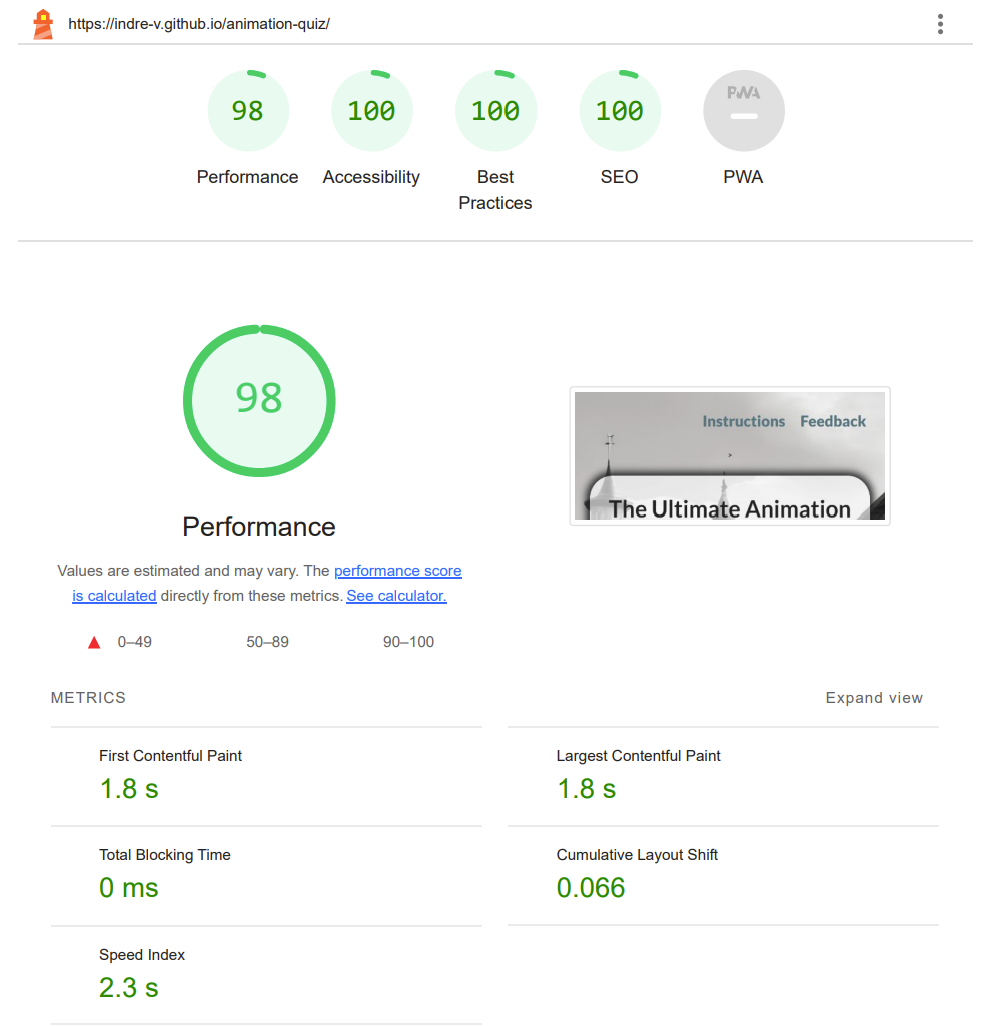 https://indre-v.github.io/animation-quiz/
98
100
100
100
PWA
Performance
Accessibility
Best
Practices
SEO
PWA
98
Instructions Feedback
The Ultimate Animation
Performance
Values are estimated and may vary. The performance score
is calculated directly from these metrics. See calculator.
0–49
50–89
90–100
METRICS
Expand view
First Contentful Paint
1.8 s
Largest Contentful Paint
1.8 s
Total Blocking Time
0 ms
Cumulative Layout Shift
0.066
Speed Index
2.3 s